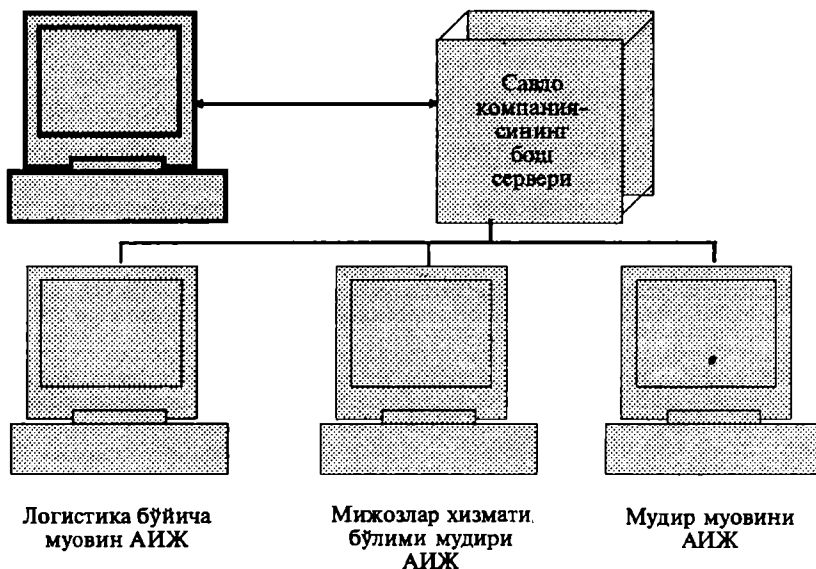 Савдо
компания-
сининг
бош
сервери
Логистика бўйича
муовин АИЖ
Мижозлар хизмати
бўлими мудири
АИЖ
Мудир муовини
АИЖ